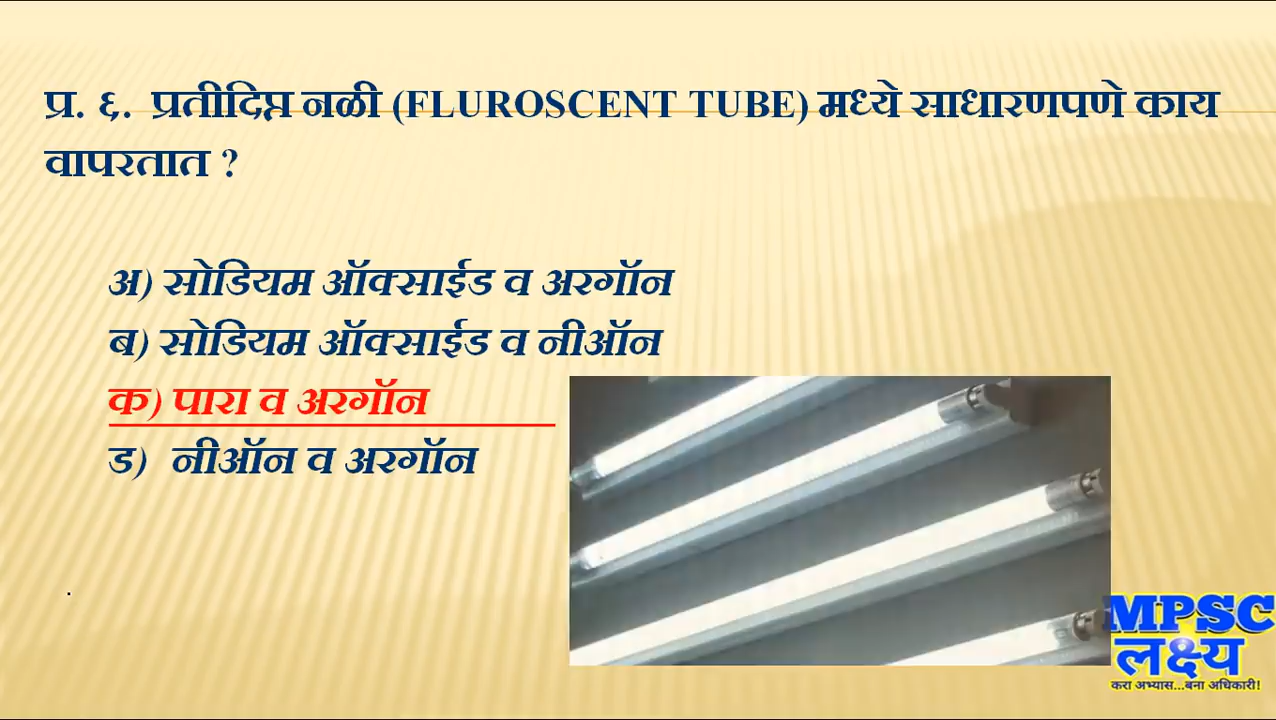 प्र. ६. प्रतीदिप्त नळी (FLUROSCENT TUBE) मध्ये साधारणपणे काय
वापरतात ?
अ) सोडियम ऑक्साईड व अरगॉन
ब) सोडियम ऑक्साईड व नीऑन
क) पारा व अरगॉन
ड) नीऑन व अरगॉन
.
MPSC
लक्ष्य
करा अभ्यास...बना अधिकारी!